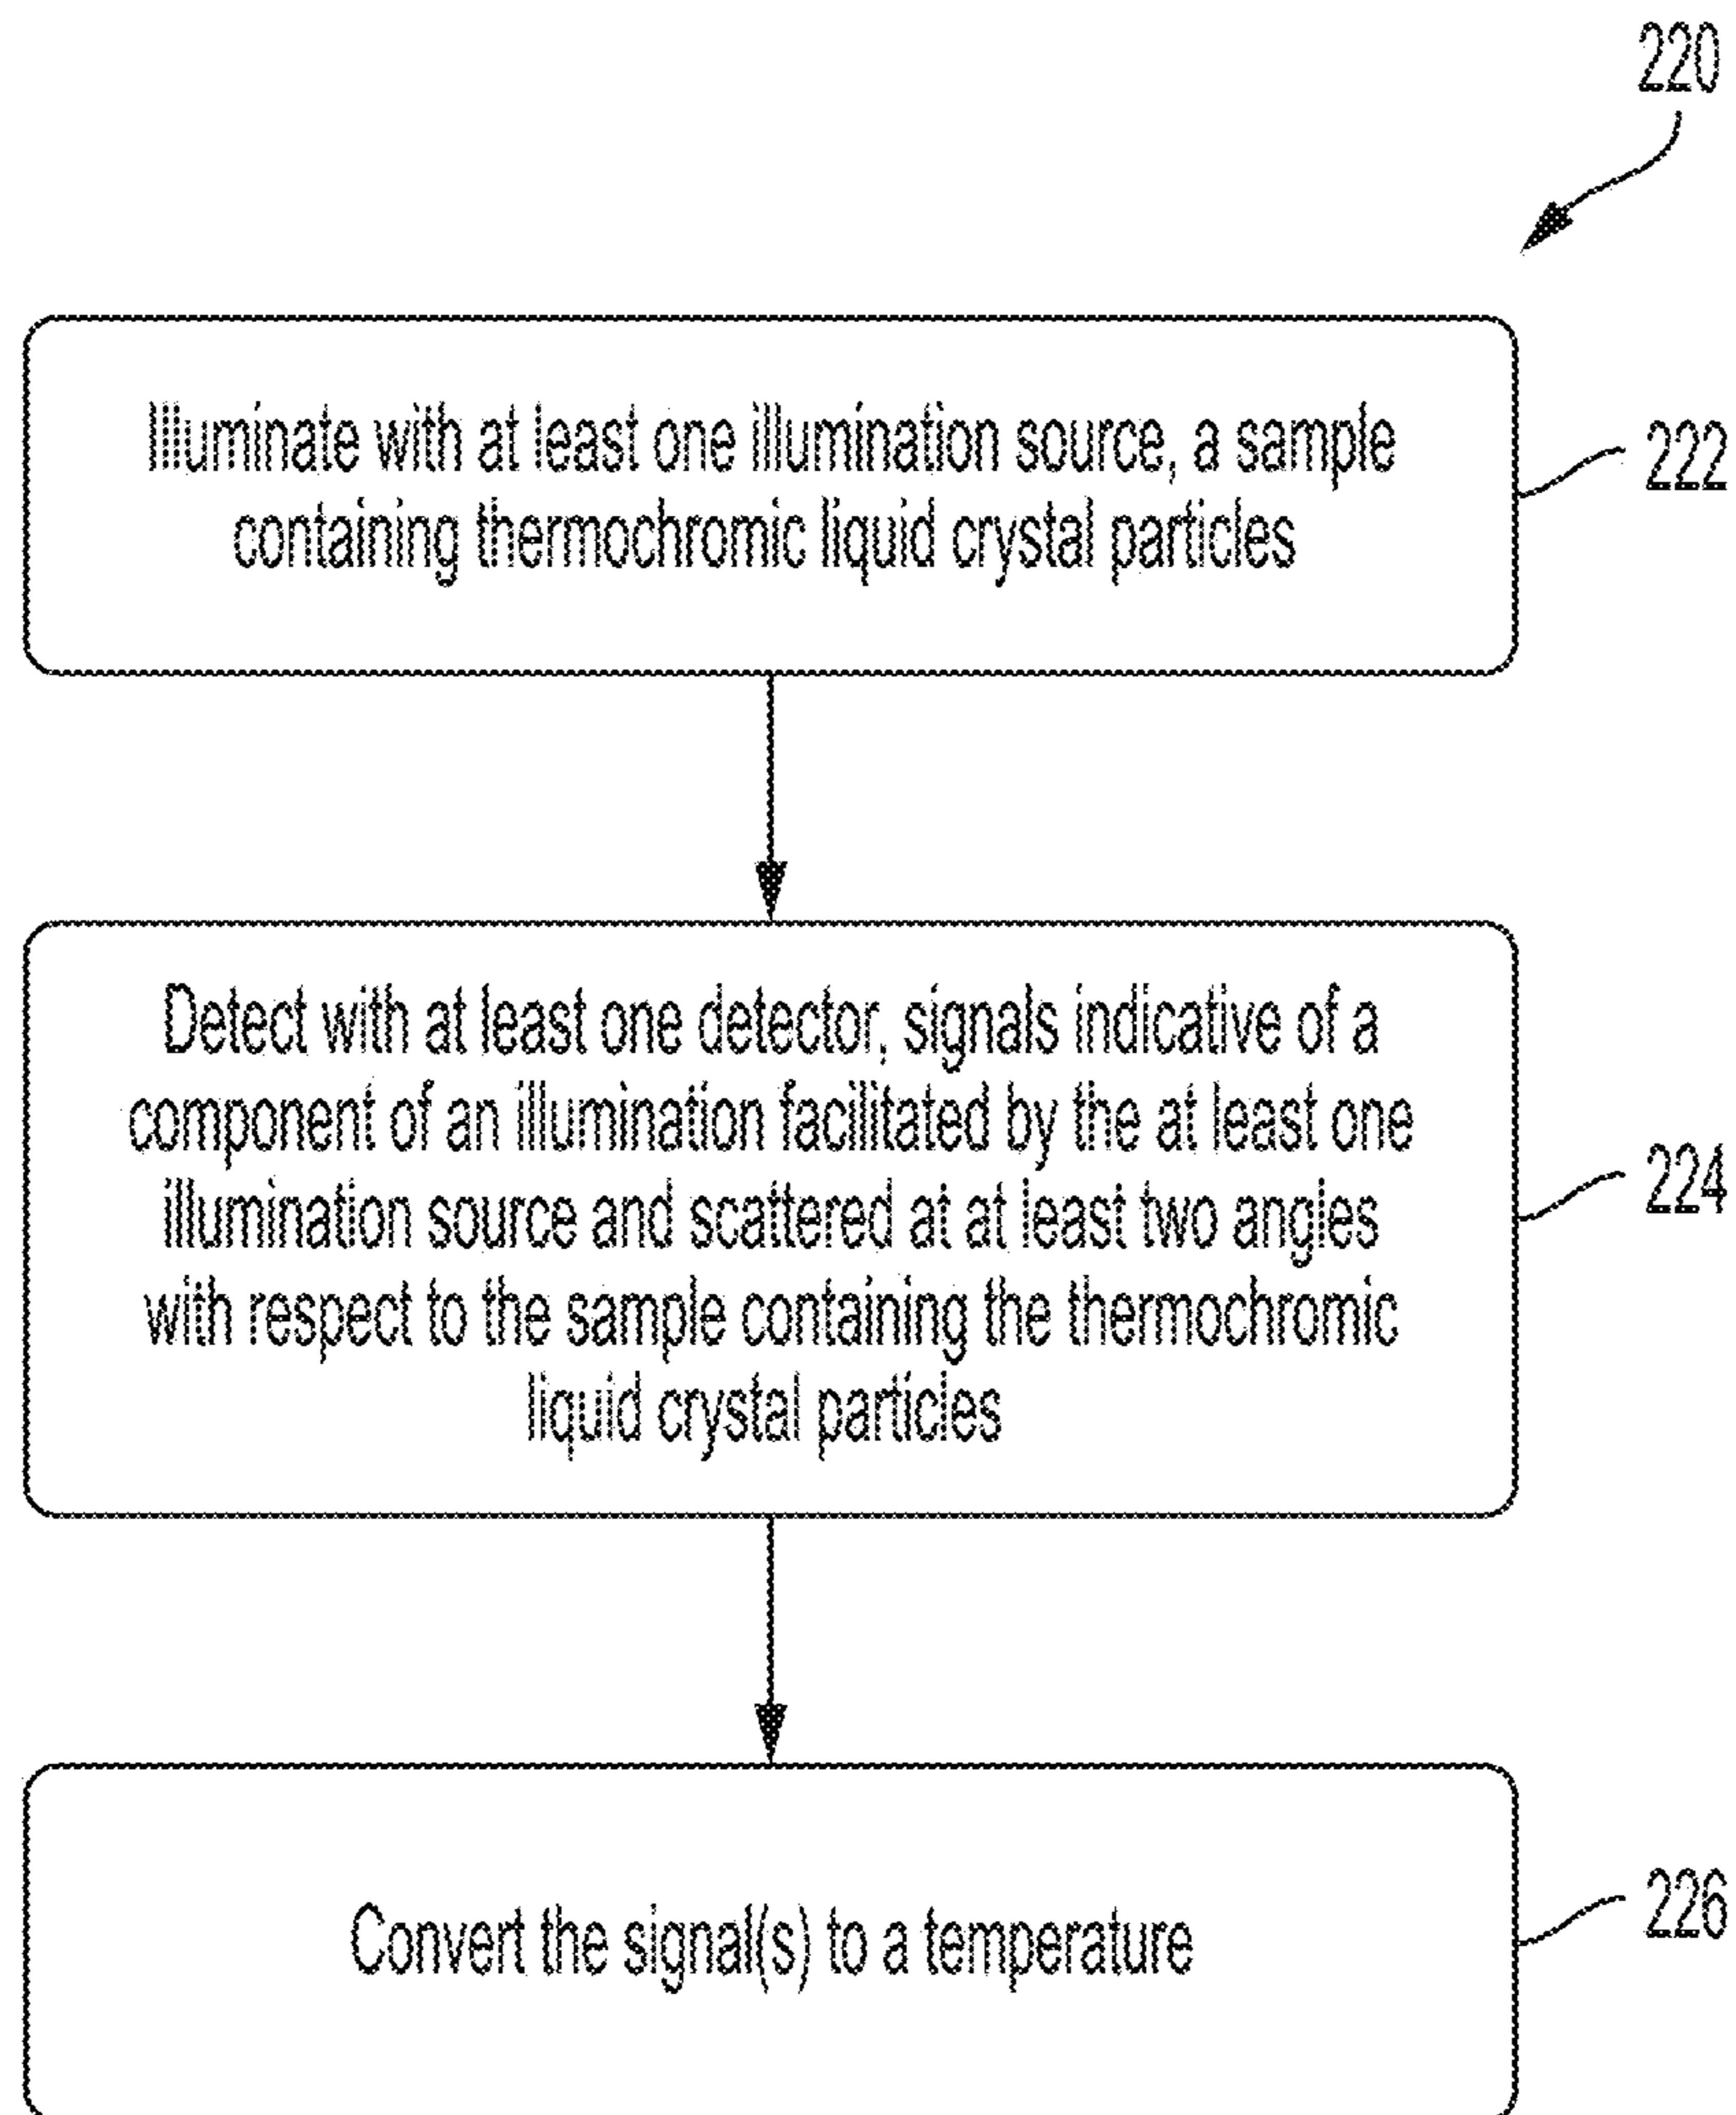 220
Illuminate with at least one illumination source, a sample
containing thermochromic liquid crystal particles
222
Detect with at least one detector, signals indicative of a
component of an illumination facilitated by the at least one
illumination source and scattered at at least two angles
with respect to the sample containing the thermochromic
liquid crystal particles
224
Convert the signal(s) to a temperature
226